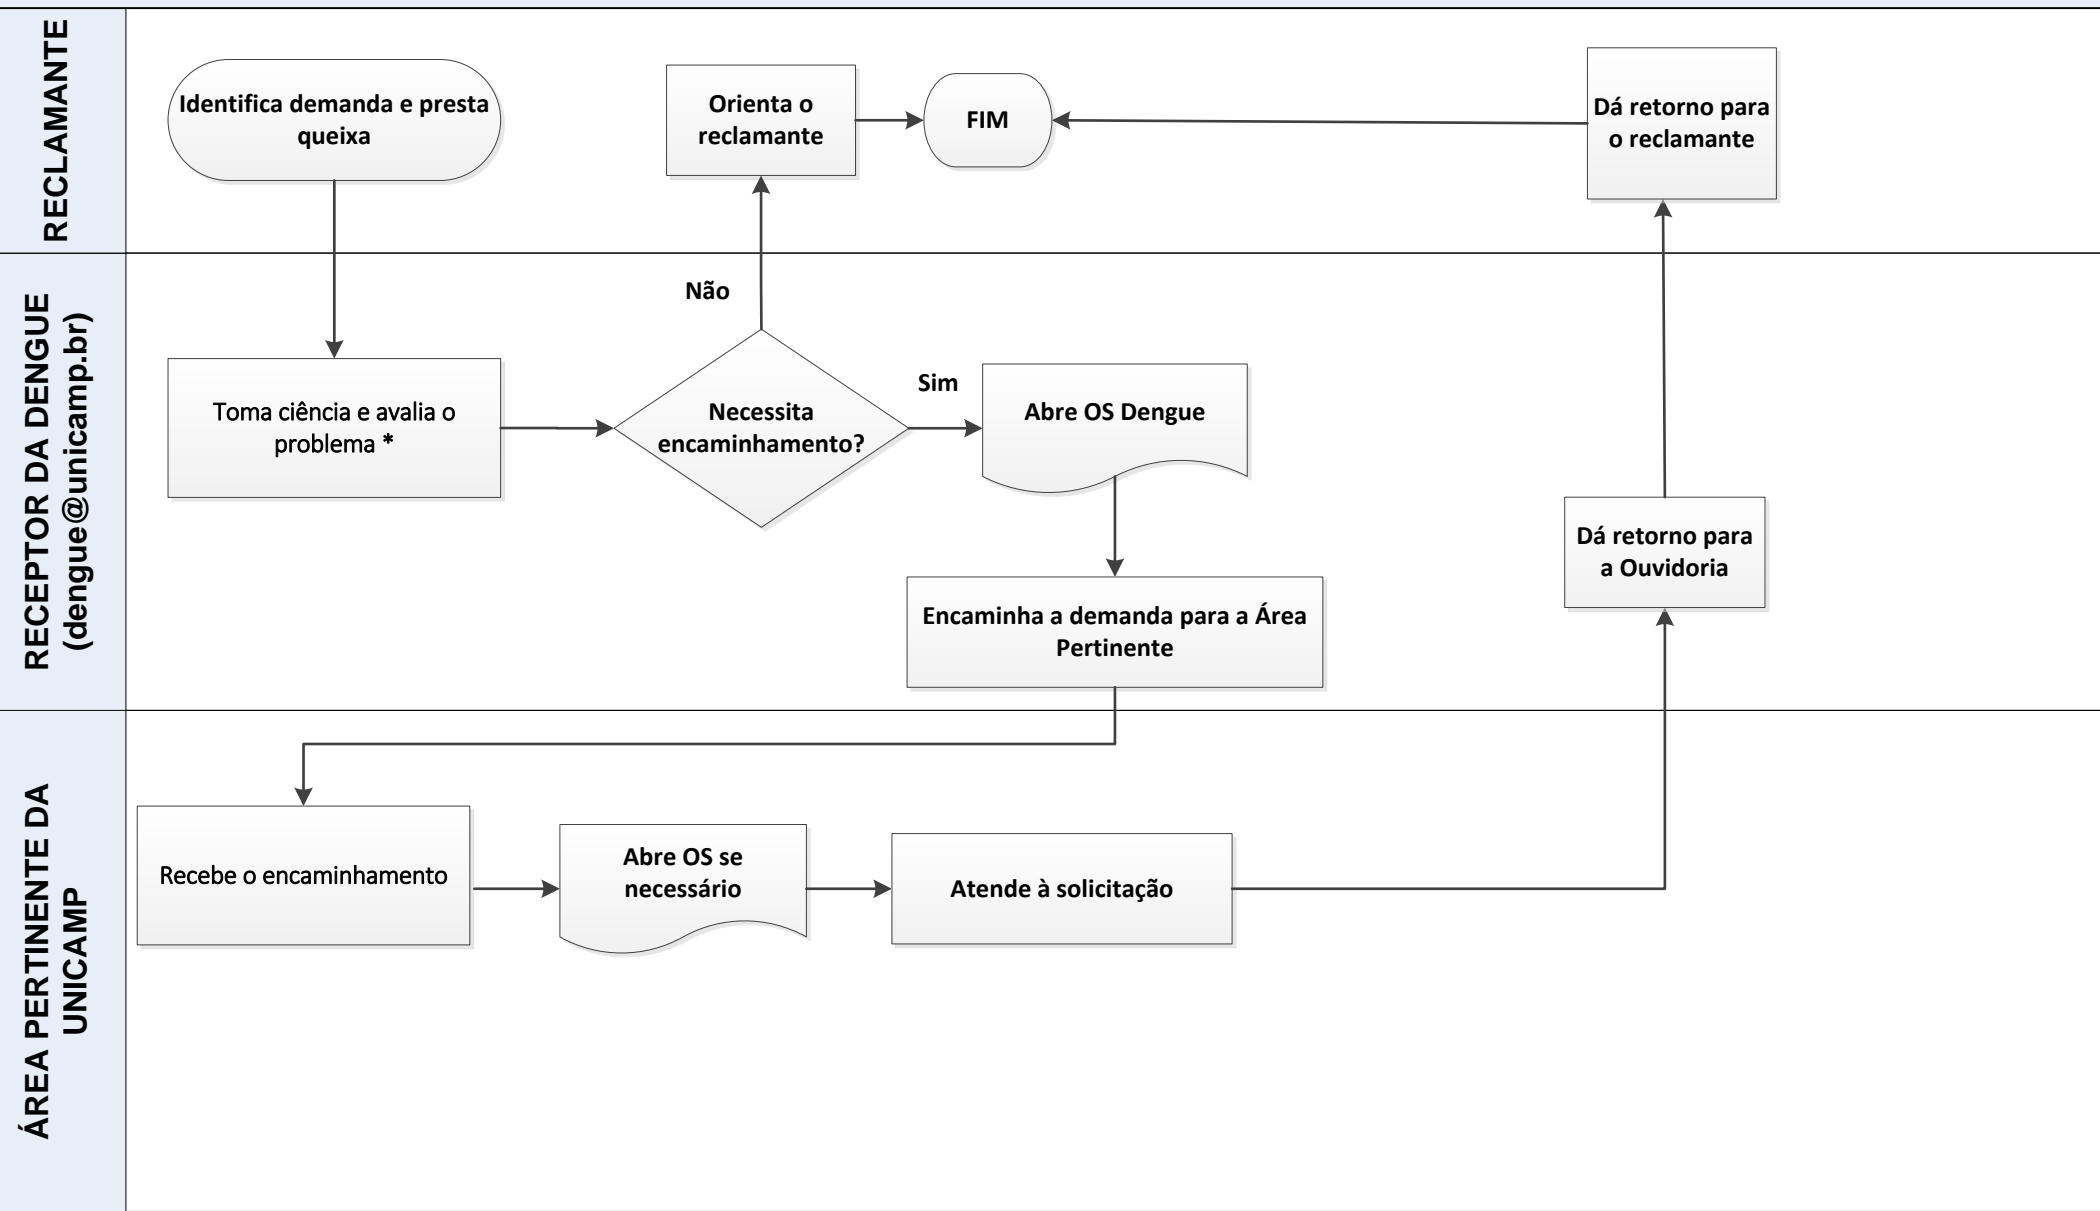 RECLAMANTE
Identifica demanda e presta
queixa
Orienta o
reclamante
FIM
Dá retorno para
o reclamante
RECEPTOR DA DENGUE
(dengue@unicamp.br)
Não
Toma ciência e avalia o
problema *
Necessita
encaminhamento?
Sim
Abre OS Dengue
Encaminha a demanda para a Área
Pertinente
Dá retorno para
a Ouvidoria
ÁREA PERTINENTE DA
UNICAMP
Recebe o encaminhamento
Abre OS se
necessário
Atende à solicitação